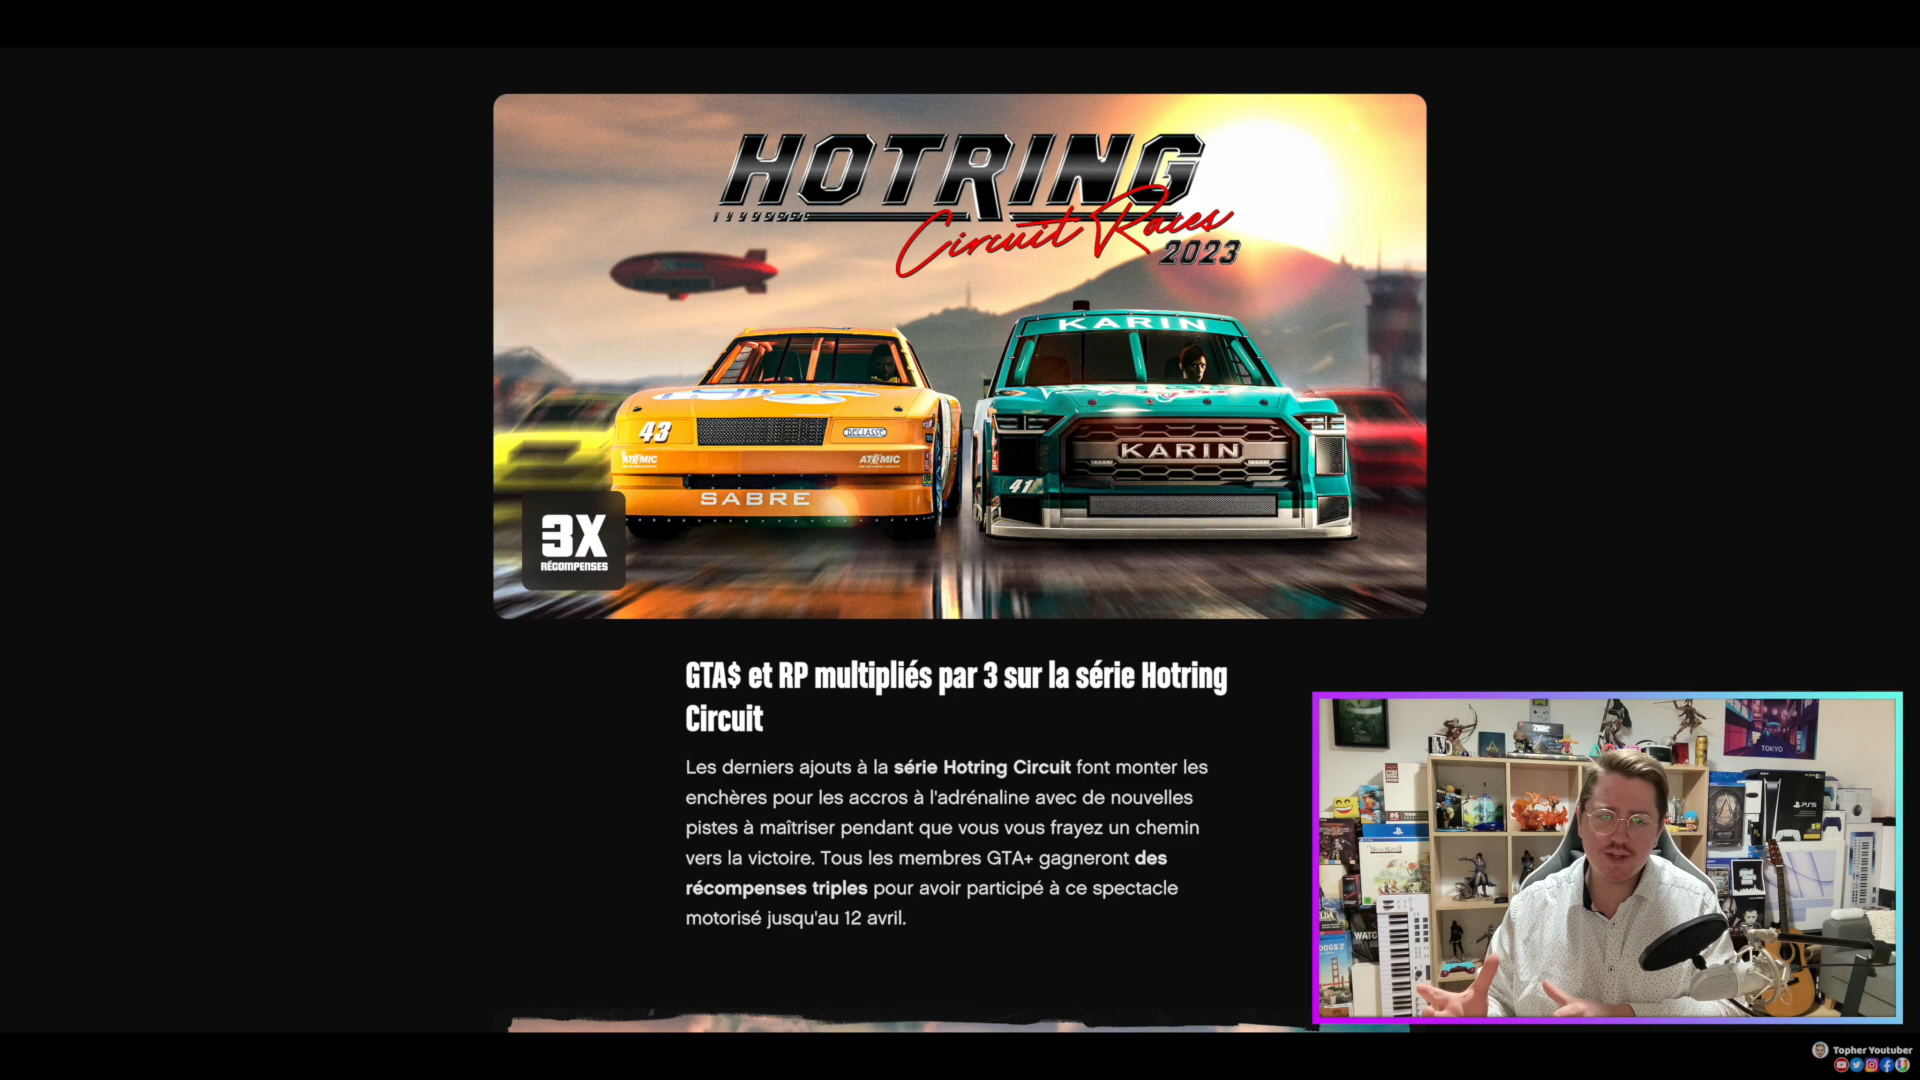 HOTRING
Circuit Races
2023
KARIN
KARIN
43
DECLASSE
ATOMIC
ATOMIC
SABRE
41
3X
RÉCOMPENSES
GTA$ et RP multipliés par 3 sur la série Hotring
Circuit
Les derniers ajouts à la série Hotring Circuit font monter les
enchères pour les accros à l'adrénaline avec de nouvelles
pistes à maîtriser pendant que vous vous frayez un chemin
vers la victoire. Tous les membres GTA+ gagneront des
récompenses triples pour avoir participé à ce spectacle
motorisé jusqu'au 12 avril.
TOKYO
PS5
Topher Youtuber